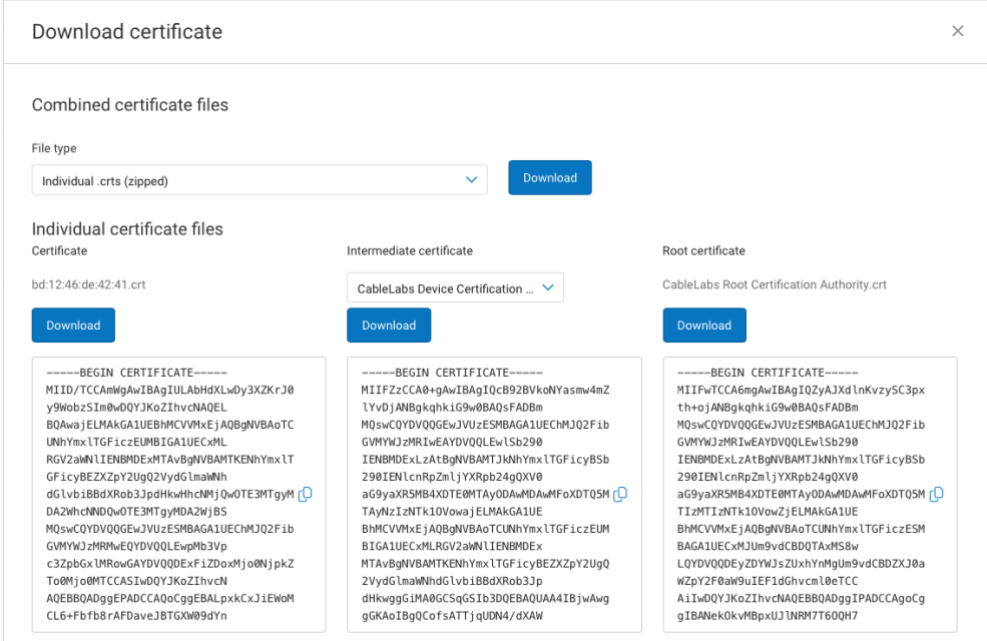 Download certificate
Combined certificate files
File type
Individual .crts (zipped)
Download
Individual certificate files
Certificate
bd:12:46:de:42:41.crt
Download
-----BEGIN CERTIFICATE-----
MIID/TCCAmWgAwIBAgIULAbHdXLwDy3XZKrJ0
y9WobzSIm0wDQYJKoZIhvcNAQEL
BQAwajELMAkGA1UEBhMCVVMxEjAQBgNVBAoTC
UNhYmxlTGFiczEUMBIGA1UECxML
RGV2aWNlIENBMDExMTAvBgNVBAMTKENhYmxlT
GFicyBEZXZpY2UgQ2VydGlmaWNh
dGlvbiBBdXRob3JpdHkwHhcNMjQwOTE3MTgyM
DA2WhcNNDQwOTE3MTgyMDA2WjBS
MQswCQYDVQQGEwJVUzESMBAGA1UEChMJQ2Fib
GVMYWJzMRMwEQYDVQQLEwpMb3Vp
c3ZpbGxlMRowGAYDVQQDExFiZDoxMjo0NjpkZ
To0Mjo0MTCCASIwDQYJKoZIhvcN
AQEBBQADggEPADCCAQoCggEBALpxkCxJiEWoM
CL6+Fbfb8rAFDaveJBTGXW09dYn
Intermediate certificate
CableLabs Device Certification ...
Download
-----BEGIN CERTIFICATE-----
MIIFZzCCA0+gAwIBAgIQcB92BVkoNYasmw4mZ
lYvDjANBgkqhkiG9w0BAQsFADBm
MQswCQYDVQQGEwJVUzESMBAGA1UEChMJQ2Fib
GVMYWJzMRIwEAYDVQQLEwlSb290
IENBMDExLzAtBgNVBAMTJkNhYmxlTGFicyBSb
290IENlcnRpZmljYXRpb24gQXV0
aG9yaXR5MB4XDTE0MTAyODAwMDAwMFoXDTQ5M
TAyNzIzNTk1OVowajELMAkGA1UE
BhMCVVMxEjAQBgNVBAoTCUNhYmxlTGFiczEUM
BIGA1UECxMLRGV2aWNlIENBMDEx
MTAvBgNVBAMTKENhYmxlTGFicyBEZXZpY2UgQ
2VydGlmaWNhdGlvbiBBdXRob3Jp
dHkwggGiMA0GCSqGSIb3DQEBAQUAA4IBjwAwg
gGKAoIBgQCofsATTjqUDN4/dXAW
Root certificate
CableLabs Root Certification Authority.crt
Download
-----BEGIN CERTIFICATE-----
MIIFwTCCA6mgAwIBAgIQZyAJXdlnKvzySC3px
th+ojANBgkqhkiG9w0BAQsFADBm
MQswCQYDVQQGEwJVUzESMBAGA1UEChMJQ2Fib
GVMYWJzMRIwEAYDVQQLEwlSb290
IENBMDExLzAtBgNVBAMTJkNhYmxlTGFicyBSb
290IENlcnRpZmljYXRpb24gQXV0
aG9yaXR5MB4XDTE0MTAyODAwMDAwMFoXDTQ5M
TIzMTIzNTk1OVowZjELMAkGA1UE
BhMCVVMxEjAQBgNVBAoTCUNhYmxlTGFiczESM
BAGA1UECxMJUm9vdCBDQTAxMS8w
LQYDVQQDEyZDYWJsZUxhYnMgUm9vdCBDZXJ0a
WZpY2F0aW9uIEF1dGhvcml0eTCC
AiIwDQYJKoZIhvcNAQEBBQADggIPADCCAgoCg
gIBANekOkvMBpxUJlNRM7T6OQH7